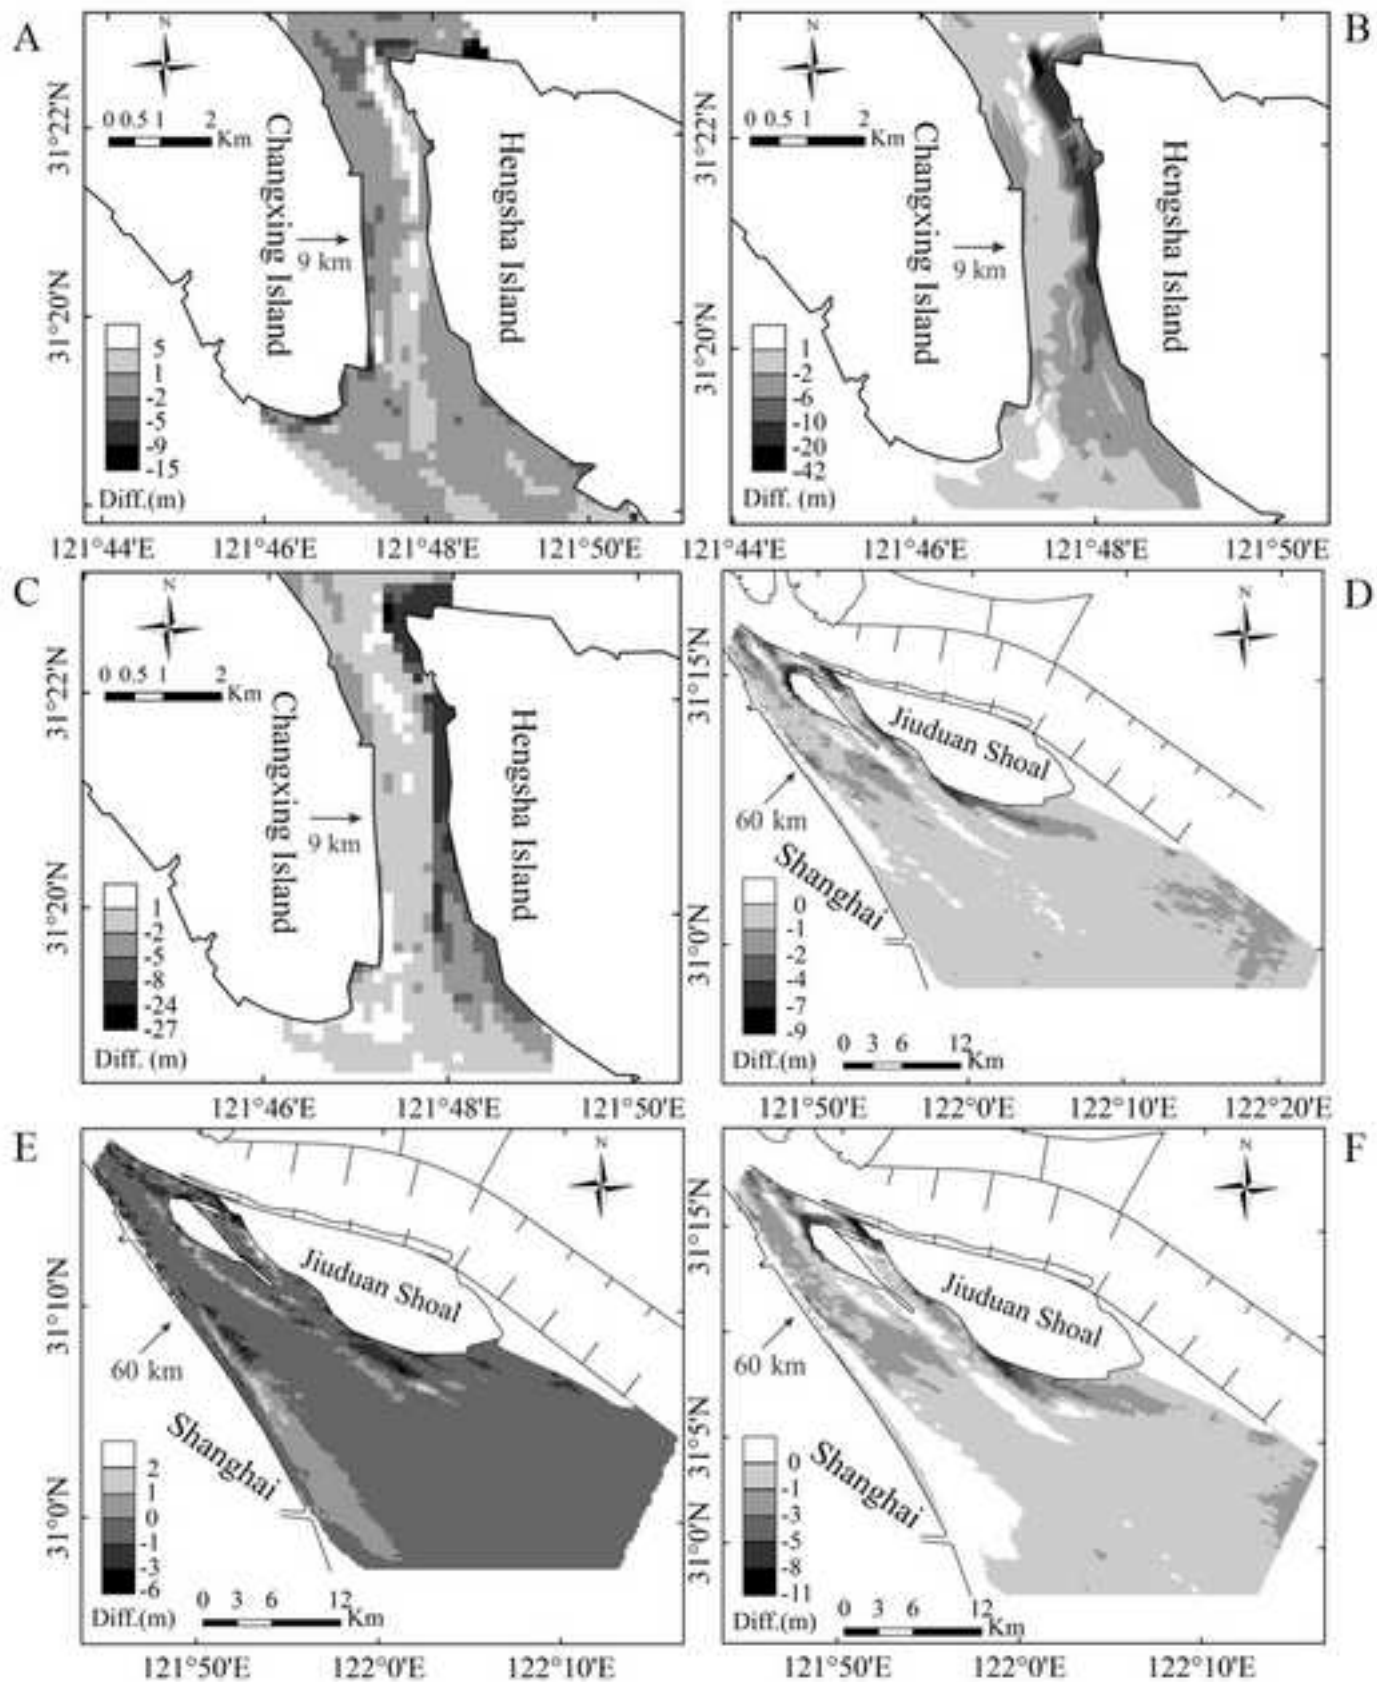 A
N
0 0.5 1 2
Km
Changxing Island
9 km
Hengsha Island
31°22'N
31°20'N
5
1
-2
-5
-9
-15
Diff.(m)
121°44'E 121°46'E 121°48'E 121°50'E
B
N
0 0.5 1 2
Km
Changxing Island
9 km
Hengsha Island
31°22'N
31°20'N
1
-2
-6
-10
-20
-42
Diff.(m)
121°44'E 121°46'E 121°48'E 121°50'E
C
N
0 0.5 1 2
Km
Changxing Island
9 km
Hengsha Island
31°22'N
31°20'N
1
-2
-5
-8
-24
-27
Diff. (m)
121°46'E 121°48'E 121°50'E
D
N
Jiuduan Shoal
60 km
Shanghai
31°15'N
31°0'N
0
-1
-2
-4
-7
-9
Diff.(m)
0 3 6 12
Km
121°50'E 122°0'E 122°10'E 122°20'E
E
N
Jiuduan Shoal
60 km
Shanghai
31°10'N
31°0'N
2
1
0
-1
-3
-6
Diff.(m)
0 3 6 12
Km
121°50'E 122°0'E 122°10'E
F
N
Jiuduan Shoal
60 km
Shanghai
31°15'N
31°5'N
31°0'N
0
-1
-3
-5
-8
-11
Diff.(m)
0 3 6 12
Km
121°50'E 122°0'E 122°10'E